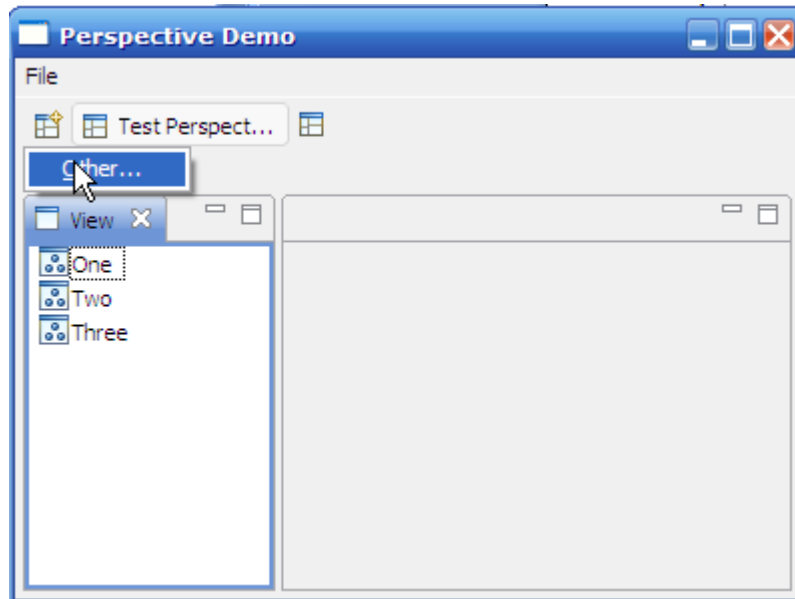 Perspective Demo
File
Test Perspect...
Other...
View
One
Two
Three